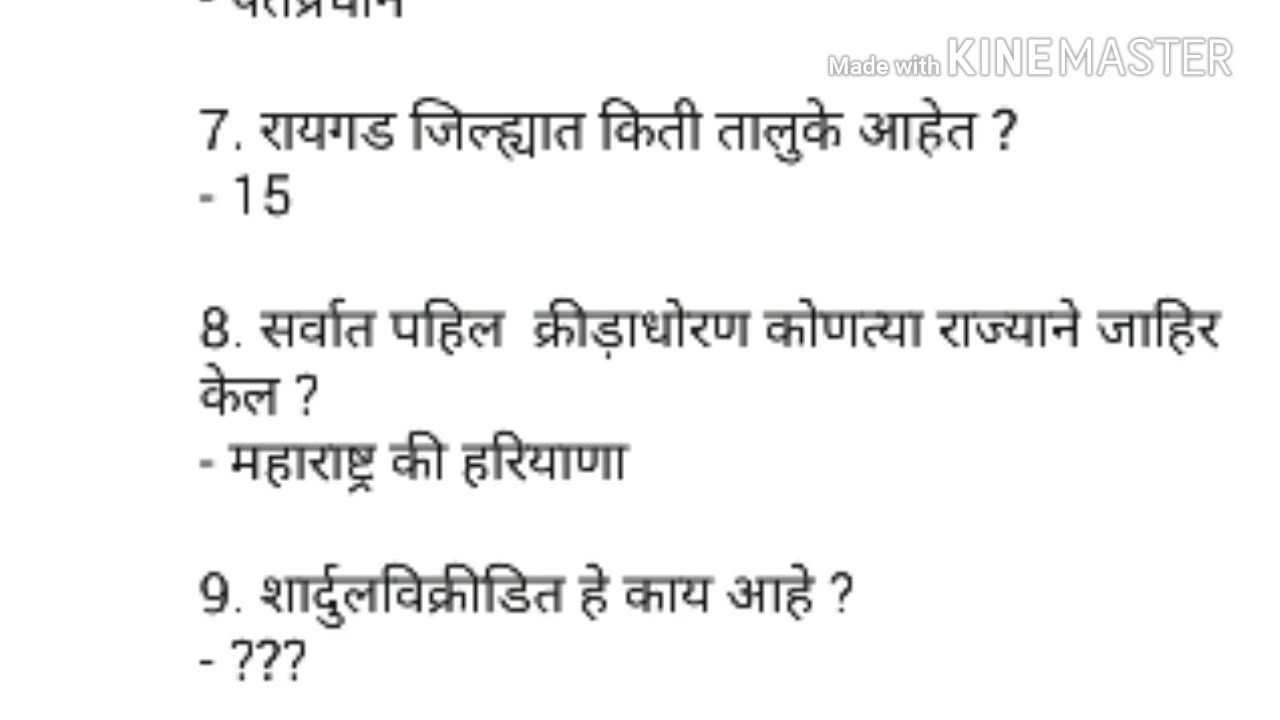 Made with KINEMASTER
7. रायगड जिल्ह्यात किती तालुके आहेत ?
- 15
8. सर्वात पहिल क्रीड़ाधोरण कोणत्या राज्याने जाहिर
केल ?
- महाराष्ट्र की हरियाणा
9. शार्दुलविक्रीडित हे काय आहे ?
- ???